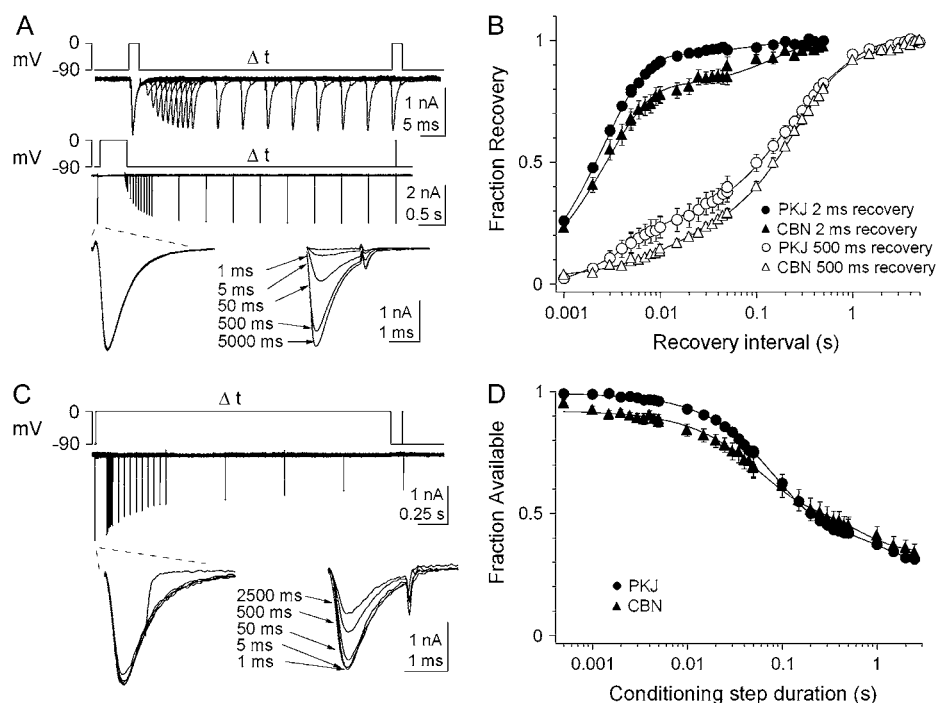 A
0
mV
-90
Δ t
1 nA
5 ms
0
mV
-90
Δ t
2 nA
0.5 s
1 ms
5 ms
50 ms
500 ms
5000 ms
1 nA
1 ms
B
Fraction Recovery
1
0.5
0
PKJ 2 ms recovery
CBN 2 ms recovery
PKJ 500 ms recovery
CBN 500 ms recovery
0.001
0.01
0.1
1
Recovery interval (s)
C
0
mV
-90
Δ t
1 nA
0.25 s
2500 ms
500 ms
50 ms
5 ms
1 ms
1 nA
1 ms
D
Fraction Available
1
0.5
0
PKJ
CBN
0.001
0.01
0.1
1
Conditioning step duration (s)